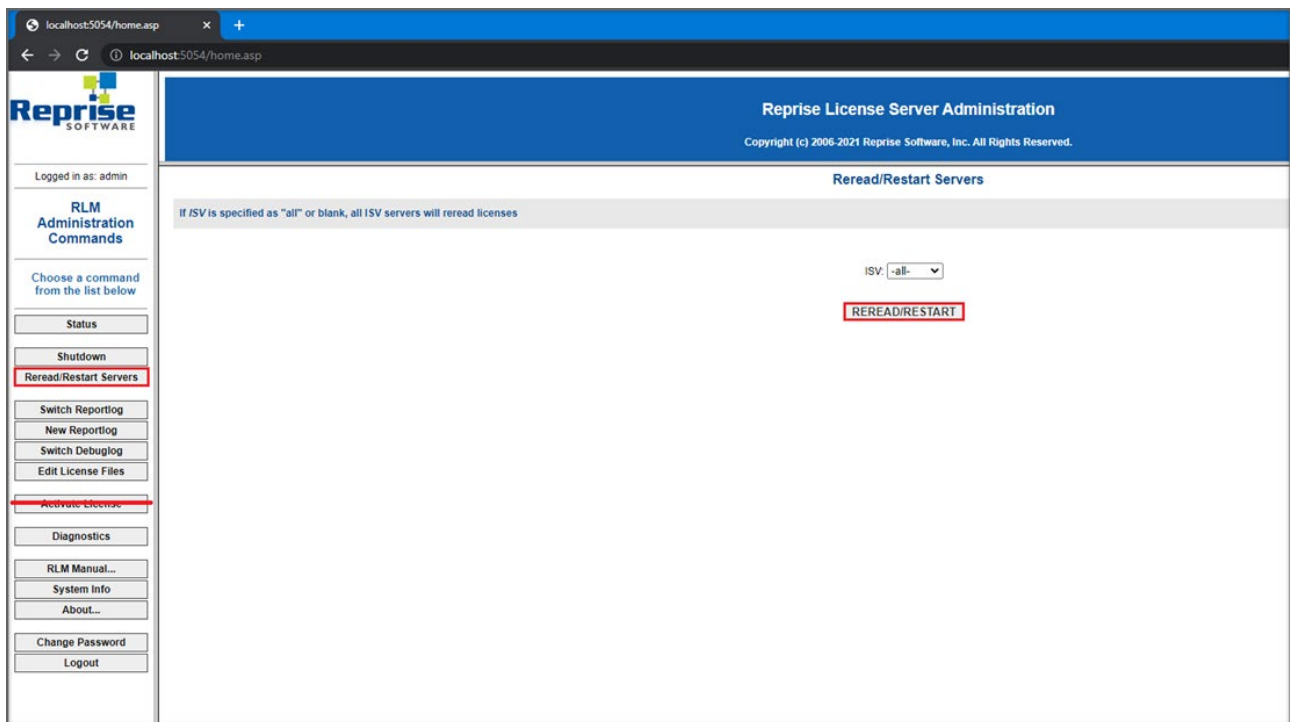 localhost:5054/home.asp
localhost:5054/home.asp
Reprise
SOFTWARE
Logged in as: admin
RLM
Administration
Commands
Choose a command
from the list below
Status
Shutdown
Reread/Restart Servers
Switch Reportlog
New Reportlog
Switch Debuglog
Edit License Files
Activate License
Diagnostics
RLM Manual...
System Info
About...
Change Password
Logout
Reprise License Server Administration
Copyright (c) 2006-2021 Reprise Software, Inc. All Rights Reserved.
Reread/Restart Servers
If ISV is specified as "all" or blank, all ISV servers will reread licenses
ISV: -all-
REREAD/RESTART